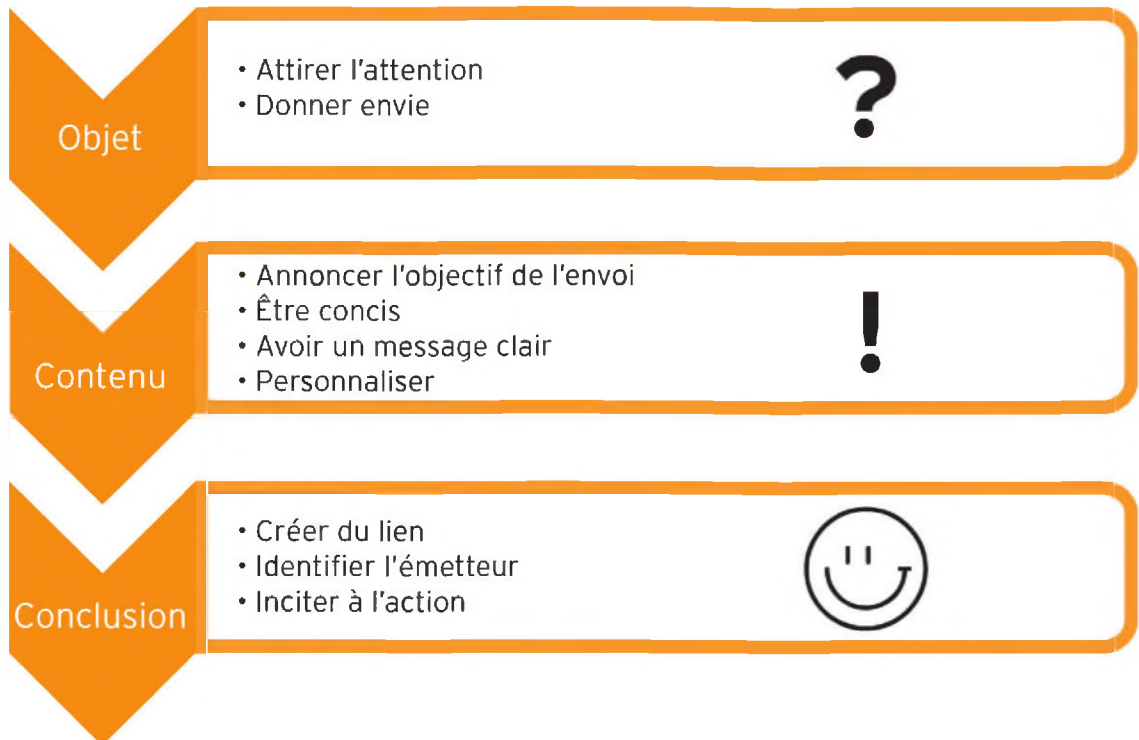 Objet
• Attirer l'attention
• Donner envie
?
Contenu
• Annoncer l'objectif de l'envoi
• Être concis
• Avoir un message clair
• Personnaliser
!
Conclusion
• Créer du lien
• Identifier l'émetteur
• Inciter à l'action